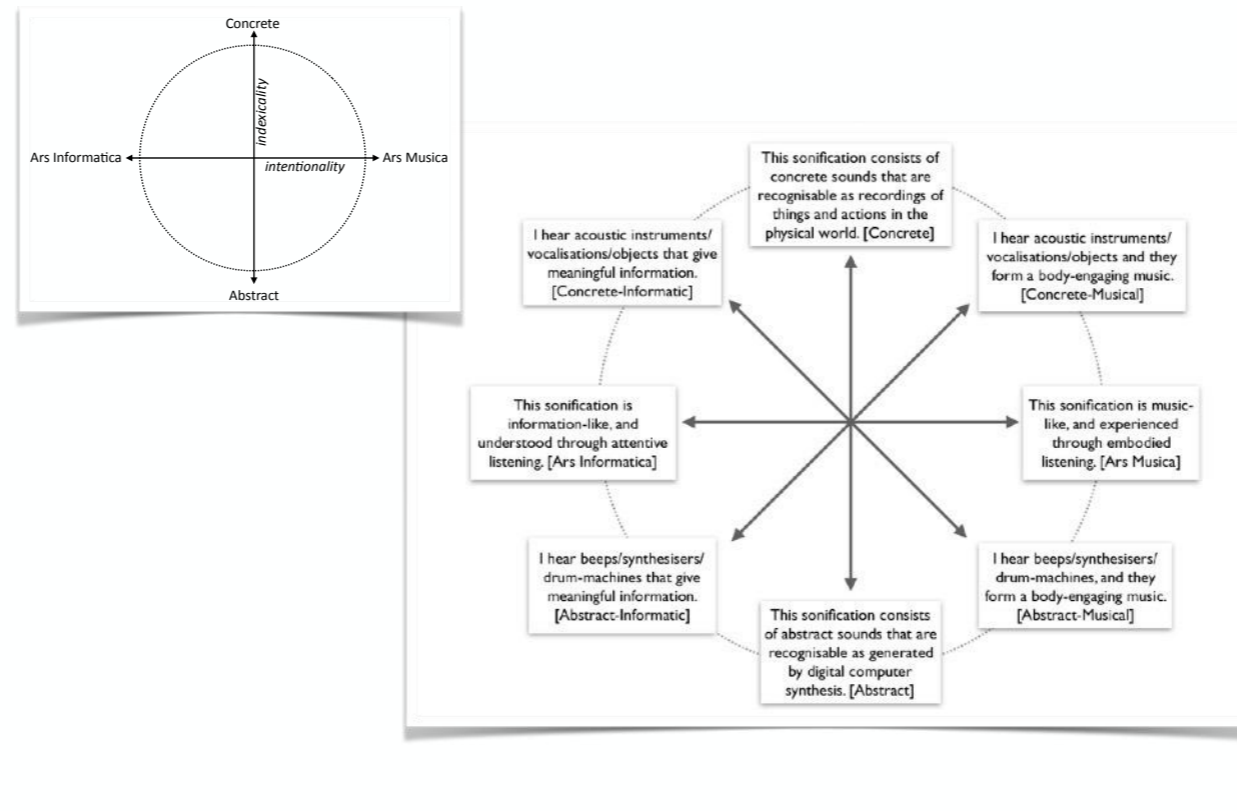 Concrete
indexicality
Ars Informatica
Ars Musica
intentionality
Abstract
This sonification consists of
concrete sounds that are
recognisable as recordings of
things and actions in the
physical world. [Concrete]
I hear acoustic instruments/
vocalisations/objects that give
meaningful information.
[Concrete-Informatic]
I hear acoustic instruments/
vocalisations/objects and they
form a body-engaging music.
[Concrete-Musical]
This sonification is
information-like, and
understood through attentive
listening. [Ars Informatica]
This sonification is music-
like, and experienced
through embodied
listening. [Ars Musica]
I hear beeps/synthesisers/
drum-machines that give
meaningful information.
[Abstract-Informatic]
I hear beeps/synthesisers/
drum-machines, and they
form a body-engaging music.
[Abstract-Musical]
This sonification consists
of abstract sounds that are
recognisable as generated
by digital computer
synthesis. [Abstract]